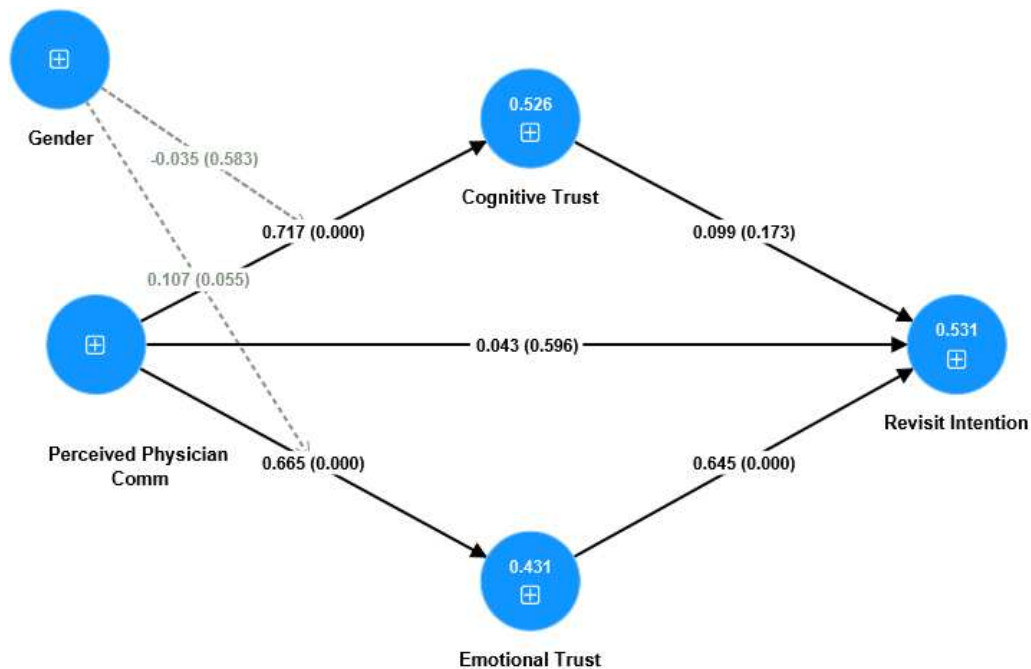 Gender
0.526
Cognitive Trust
-0.035 (0.583)
0.717 (0.000)
0.099 (0.173)
0.107 (0.055)
0.043 (0.596)
0.531
Revisit Intention
Perceived Physician
Comm
0.665 (0.000)
0.645 (0.000)
0.431
Emotional Trust